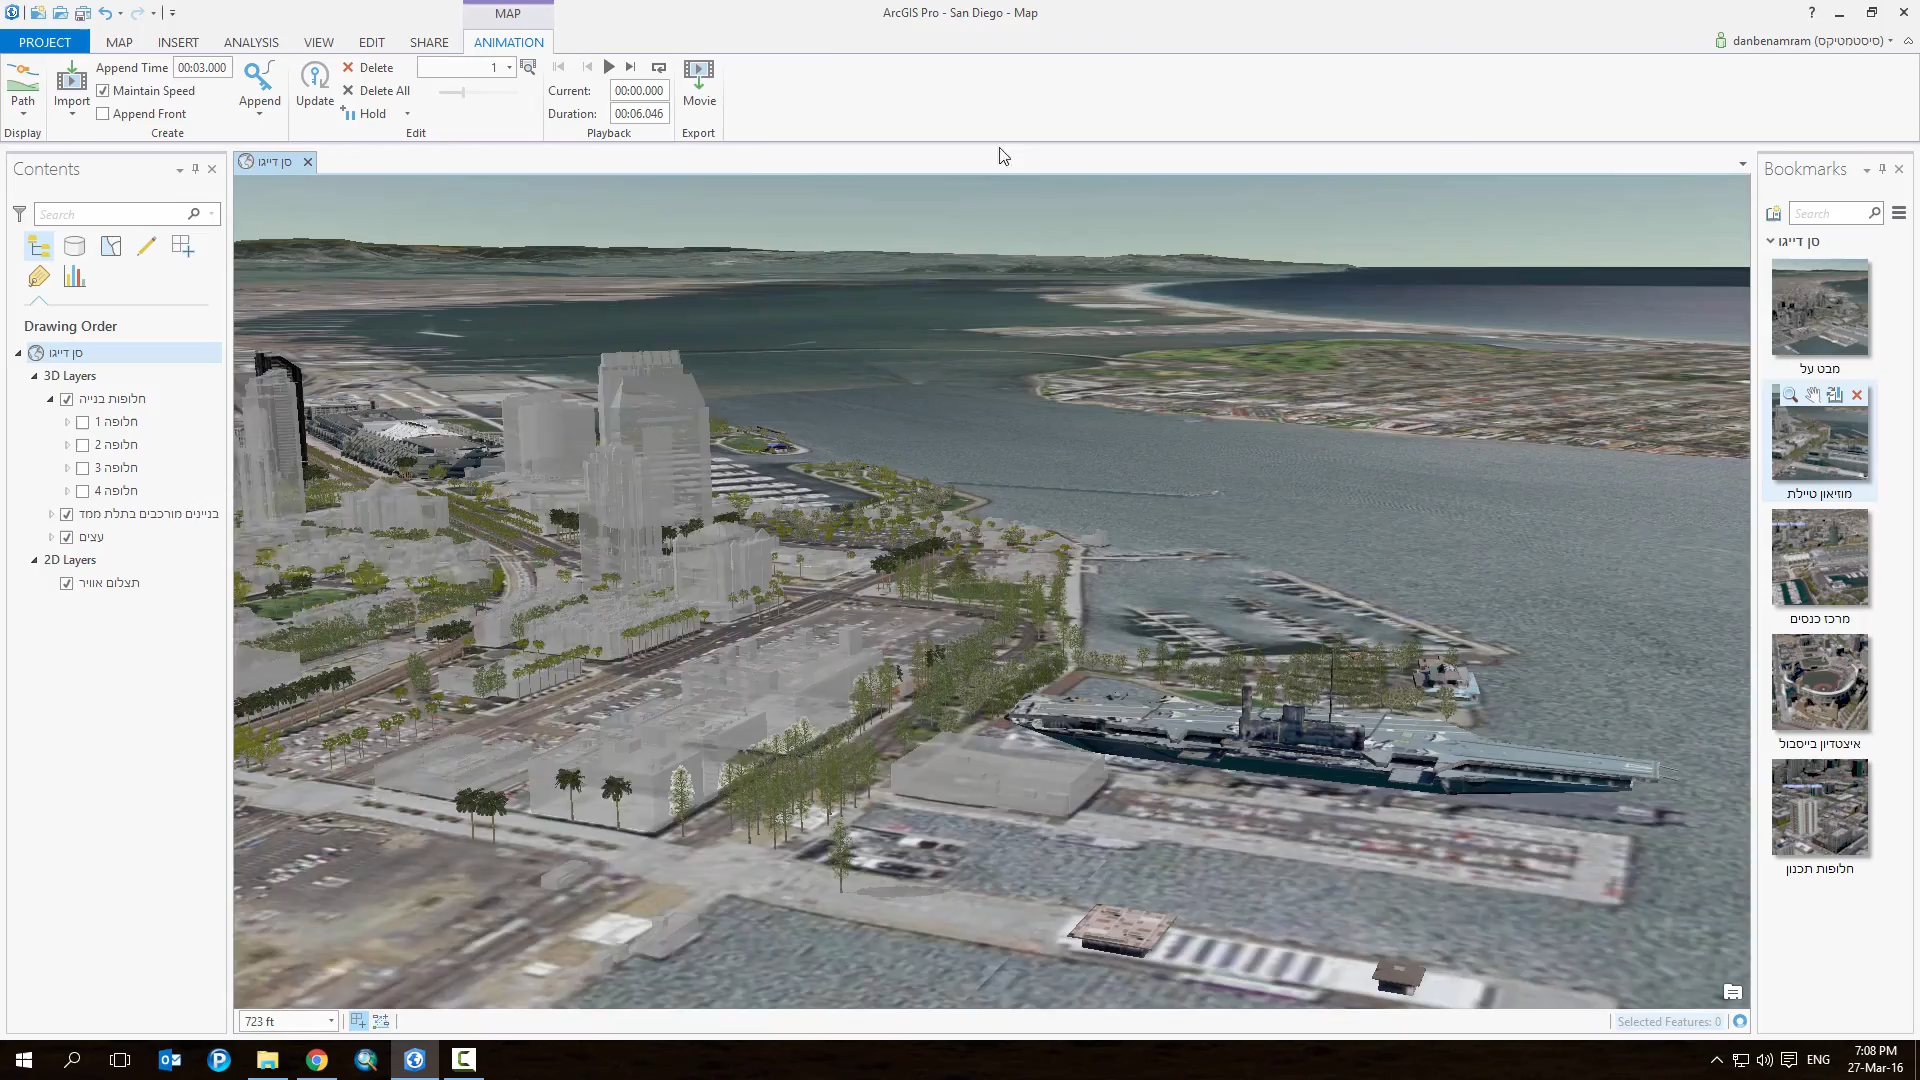 MAP
ArcGIS Pro - San Diego - Map
?
PROJECT
MAP
INSERT
ANALYSIS
VIEW
EDIT
SHARE
ANIMATION
danbenamram (סיסטמטיקס)
Path
Display
Import
Append Time
00:03.000
Maintain Speed
Append Front
Append
Create
Update
Delete
Delete All
Hold
1
Edit
Current:
00:00.000
Duration:
00:06.046
Playback
Movie
Export
Contents
Search
Drawing Order
סן דייגו
3D Layers
חלופות בנייה
חלופה 1
חלופה 2
חלופה 3
חלופה 4
בניינים מורכבים בתלת ממד
עצים
2D Layers
תצלום אוויר
סן דייגו
723 ft
Selected Features: 0
Bookmarks
Search
סן דייגו
מבט על
מוזיאון טיילת
מרכז כנסים
איצטדיון בייסבול
חלופות תכנון
ENG
7:08 PM
27-Mar-16